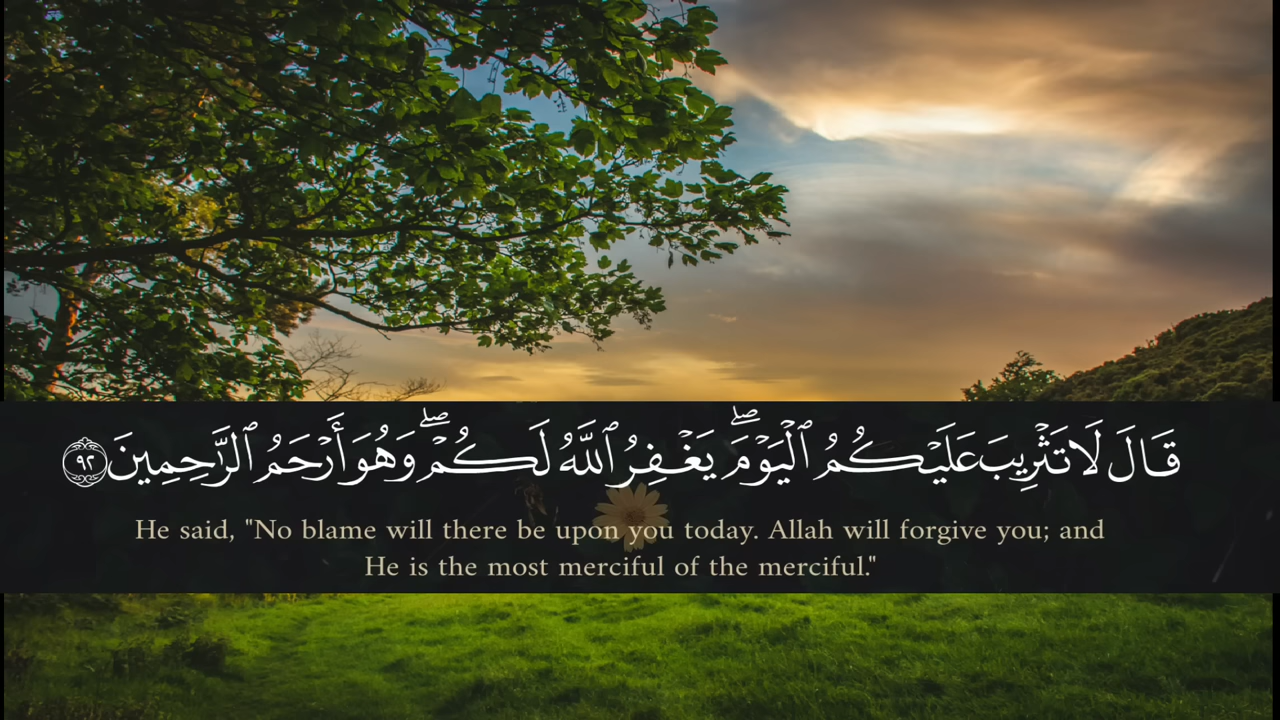 قَالَ لَا تَثْرِيبَ عَلَيْكُمُ ٱلْيَوْمَ ۖ يَغْفِرُ ٱللَّهُ لَكُمْ ۖ وَهُوَ أَرْحَمُ ٱلرَّٰحِمِينَ ٩٢
He said, "No blame will there be upon you today. Allah will forgive you; and
He is the most merciful of the merciful."